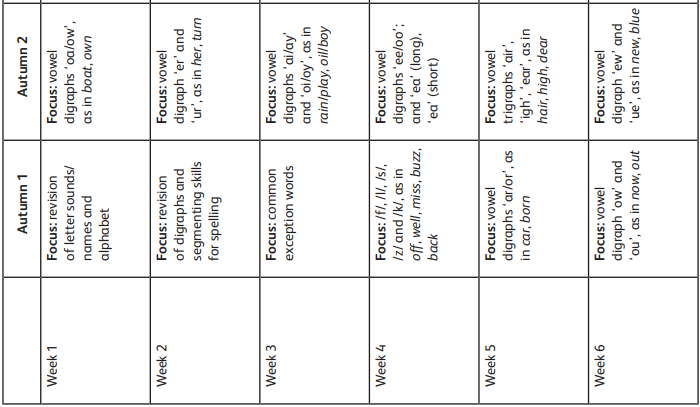 Autumn 1
Autumn 2
Week 1
Focus: revision
of letter sounds/
names and
alphabet
Focus: vowel
digraphs ‘oa/ow’,
as in boat, own
Week 2
Focus: revision
of digraphs and
segmenting skills
for spelling
Focus: vowel
digraph ‘er’ and
‘ur’, as in her, turn
Week 3
Focus: common
exception words
Focus: vowel
digraphs ‘ai/ay’
and ‘oi/oy’, as in
rain/play, oil/boy
Week 4
Focus: /f/, /l/, /s/,
/z/ and /k/, as in
off, well, miss, buzz,
back
Focus: vowel
digraphs ‘ee/oo’;
and ‘ea’ (long),
‘ea’ (short)
Week 5
Focus: vowel
digraphs ‘ar/or’, as
in car, born
Focus: vowel
trigraphs ‘air’,
‘igh’, ‘ear’, as in
hair, high, dear
Week 6
Focus: vowel
digraph ‘ow’ and
‘ou’, as in now, out
Focus: vowel
digraph ‘ew’ and
‘ue’, as in new, blue